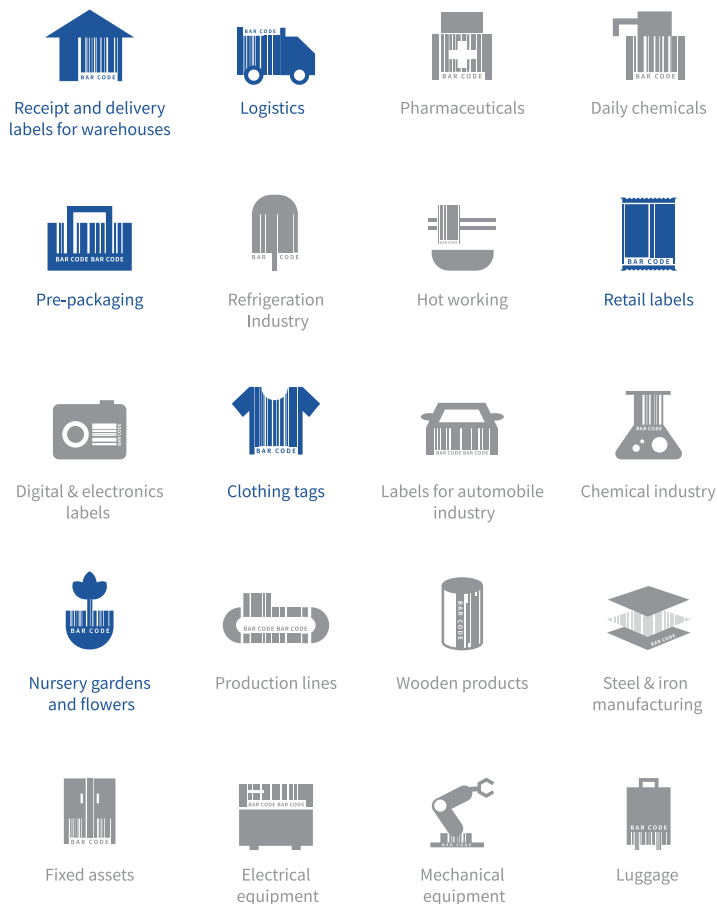 BAR CODE
BAR CODE
BAR CODE
BAR CODE
Receipt and delivery
labels for warehouses
Logistics
Pharmaceuticals
Daily chemicals
BAR CODE BAR CODE
BAR CODE
BAR CODE
BAR CODE
Pre-packaging
Refrigeration
Industry
Hot working
Retail labels
BAR CODE
BAR CODE
BAR CODE BAR CODE
BAR CODE
Digital & electronics
labels
Clothing tags
Labels for automobile
industry
Chemical industry
BAR CODE
BAR CODE BAR CODE
BAR CODE
BAR CODE
Nursery gardens
and flowers
Production lines
Wooden products
Steel & iron
manufacturing
BAR CODE
BAR CODE BAR CODE
BAR CODE
BAR CODE
Fixed assets
Electrical
equipment
Mechanical
equipment
Luggage